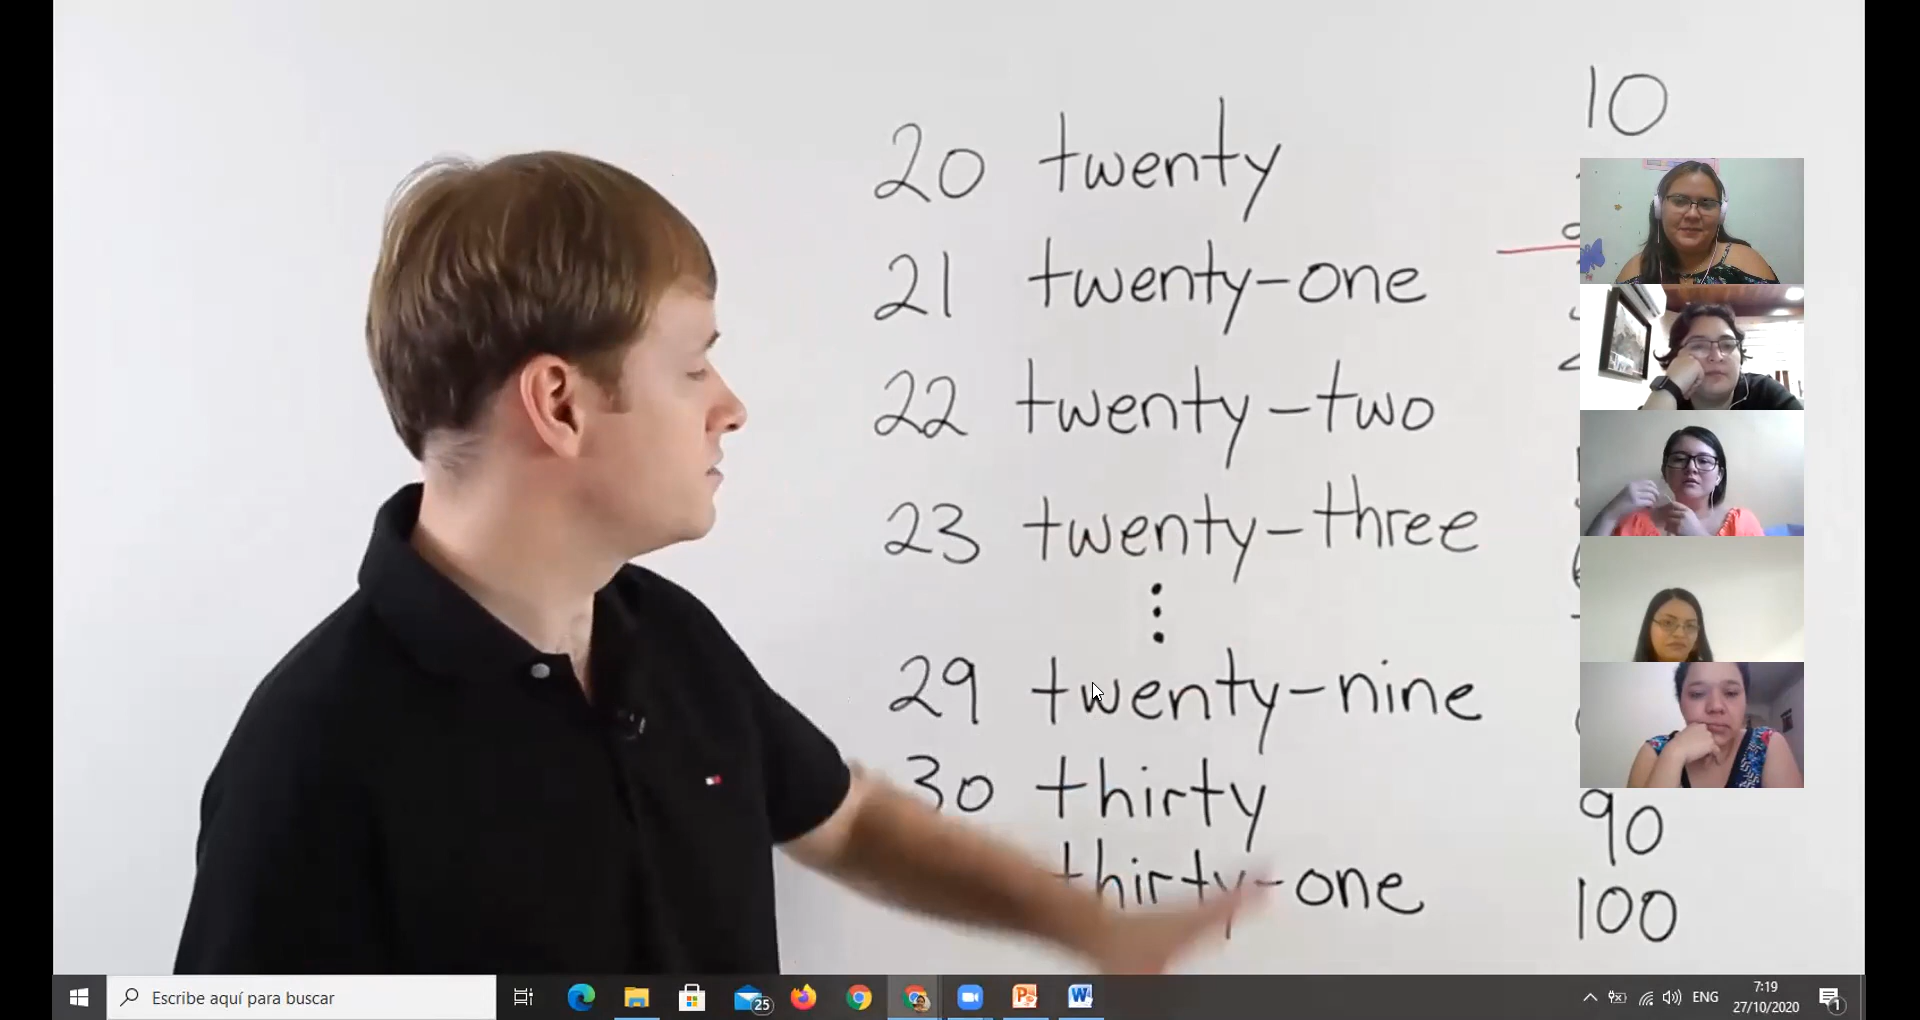 20 twenty
21 twenty-one
22 twenty-two
23 twenty-three
29 twenty-nine
30 thirty
thirty-one
10
90
100
Escribe aquí para buscar
25
ENG
7:19
27/10/2020
1